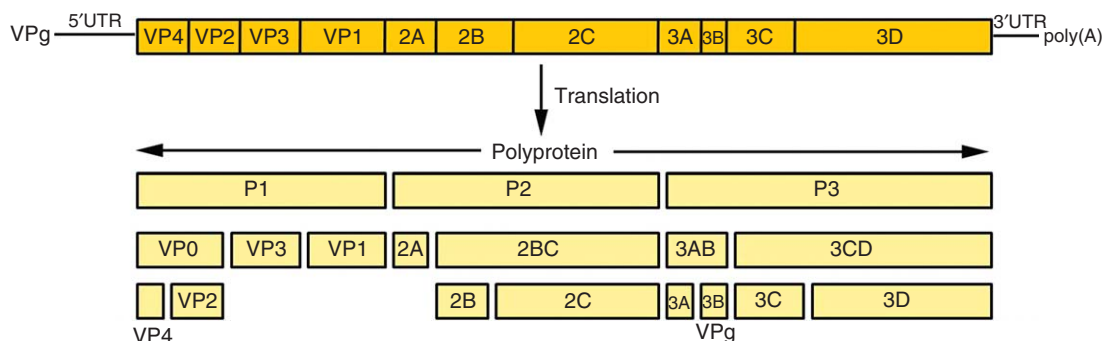 5′UTR 3′UTR
VPg VP4 VP2 VP3 VP1 2A 2B 2C 3A 3B 3C 3D poly(A)
Translation
Polyprotein
P1 P2 P3
VP0 VP3 VP1 2A 2BC 3AB 3CD
VP2 2B 2C 3A 3B 3C 3D
VP4 VPg